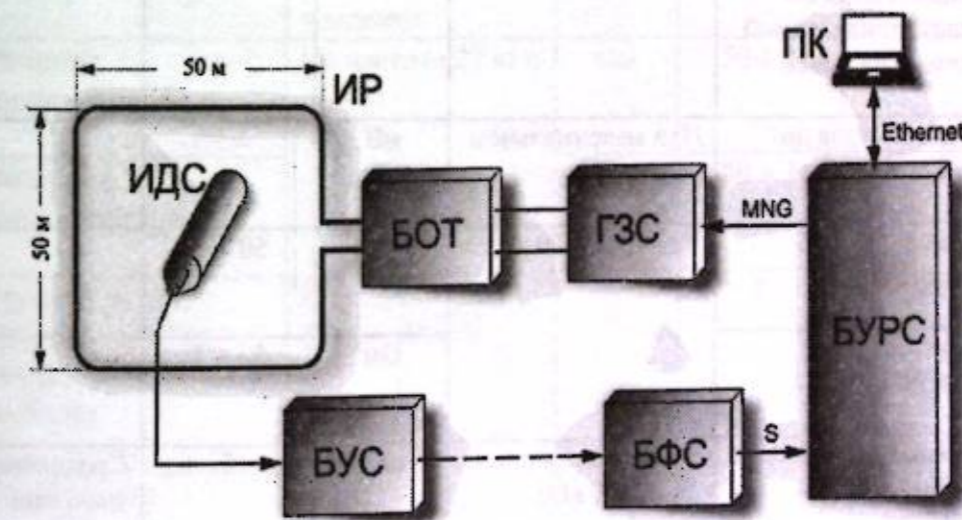 ПК
50 м
ИР
Ethernet
ИДС
50 м
БОТ
ГЗС
MNG
БУРС
БУС
БФС
S